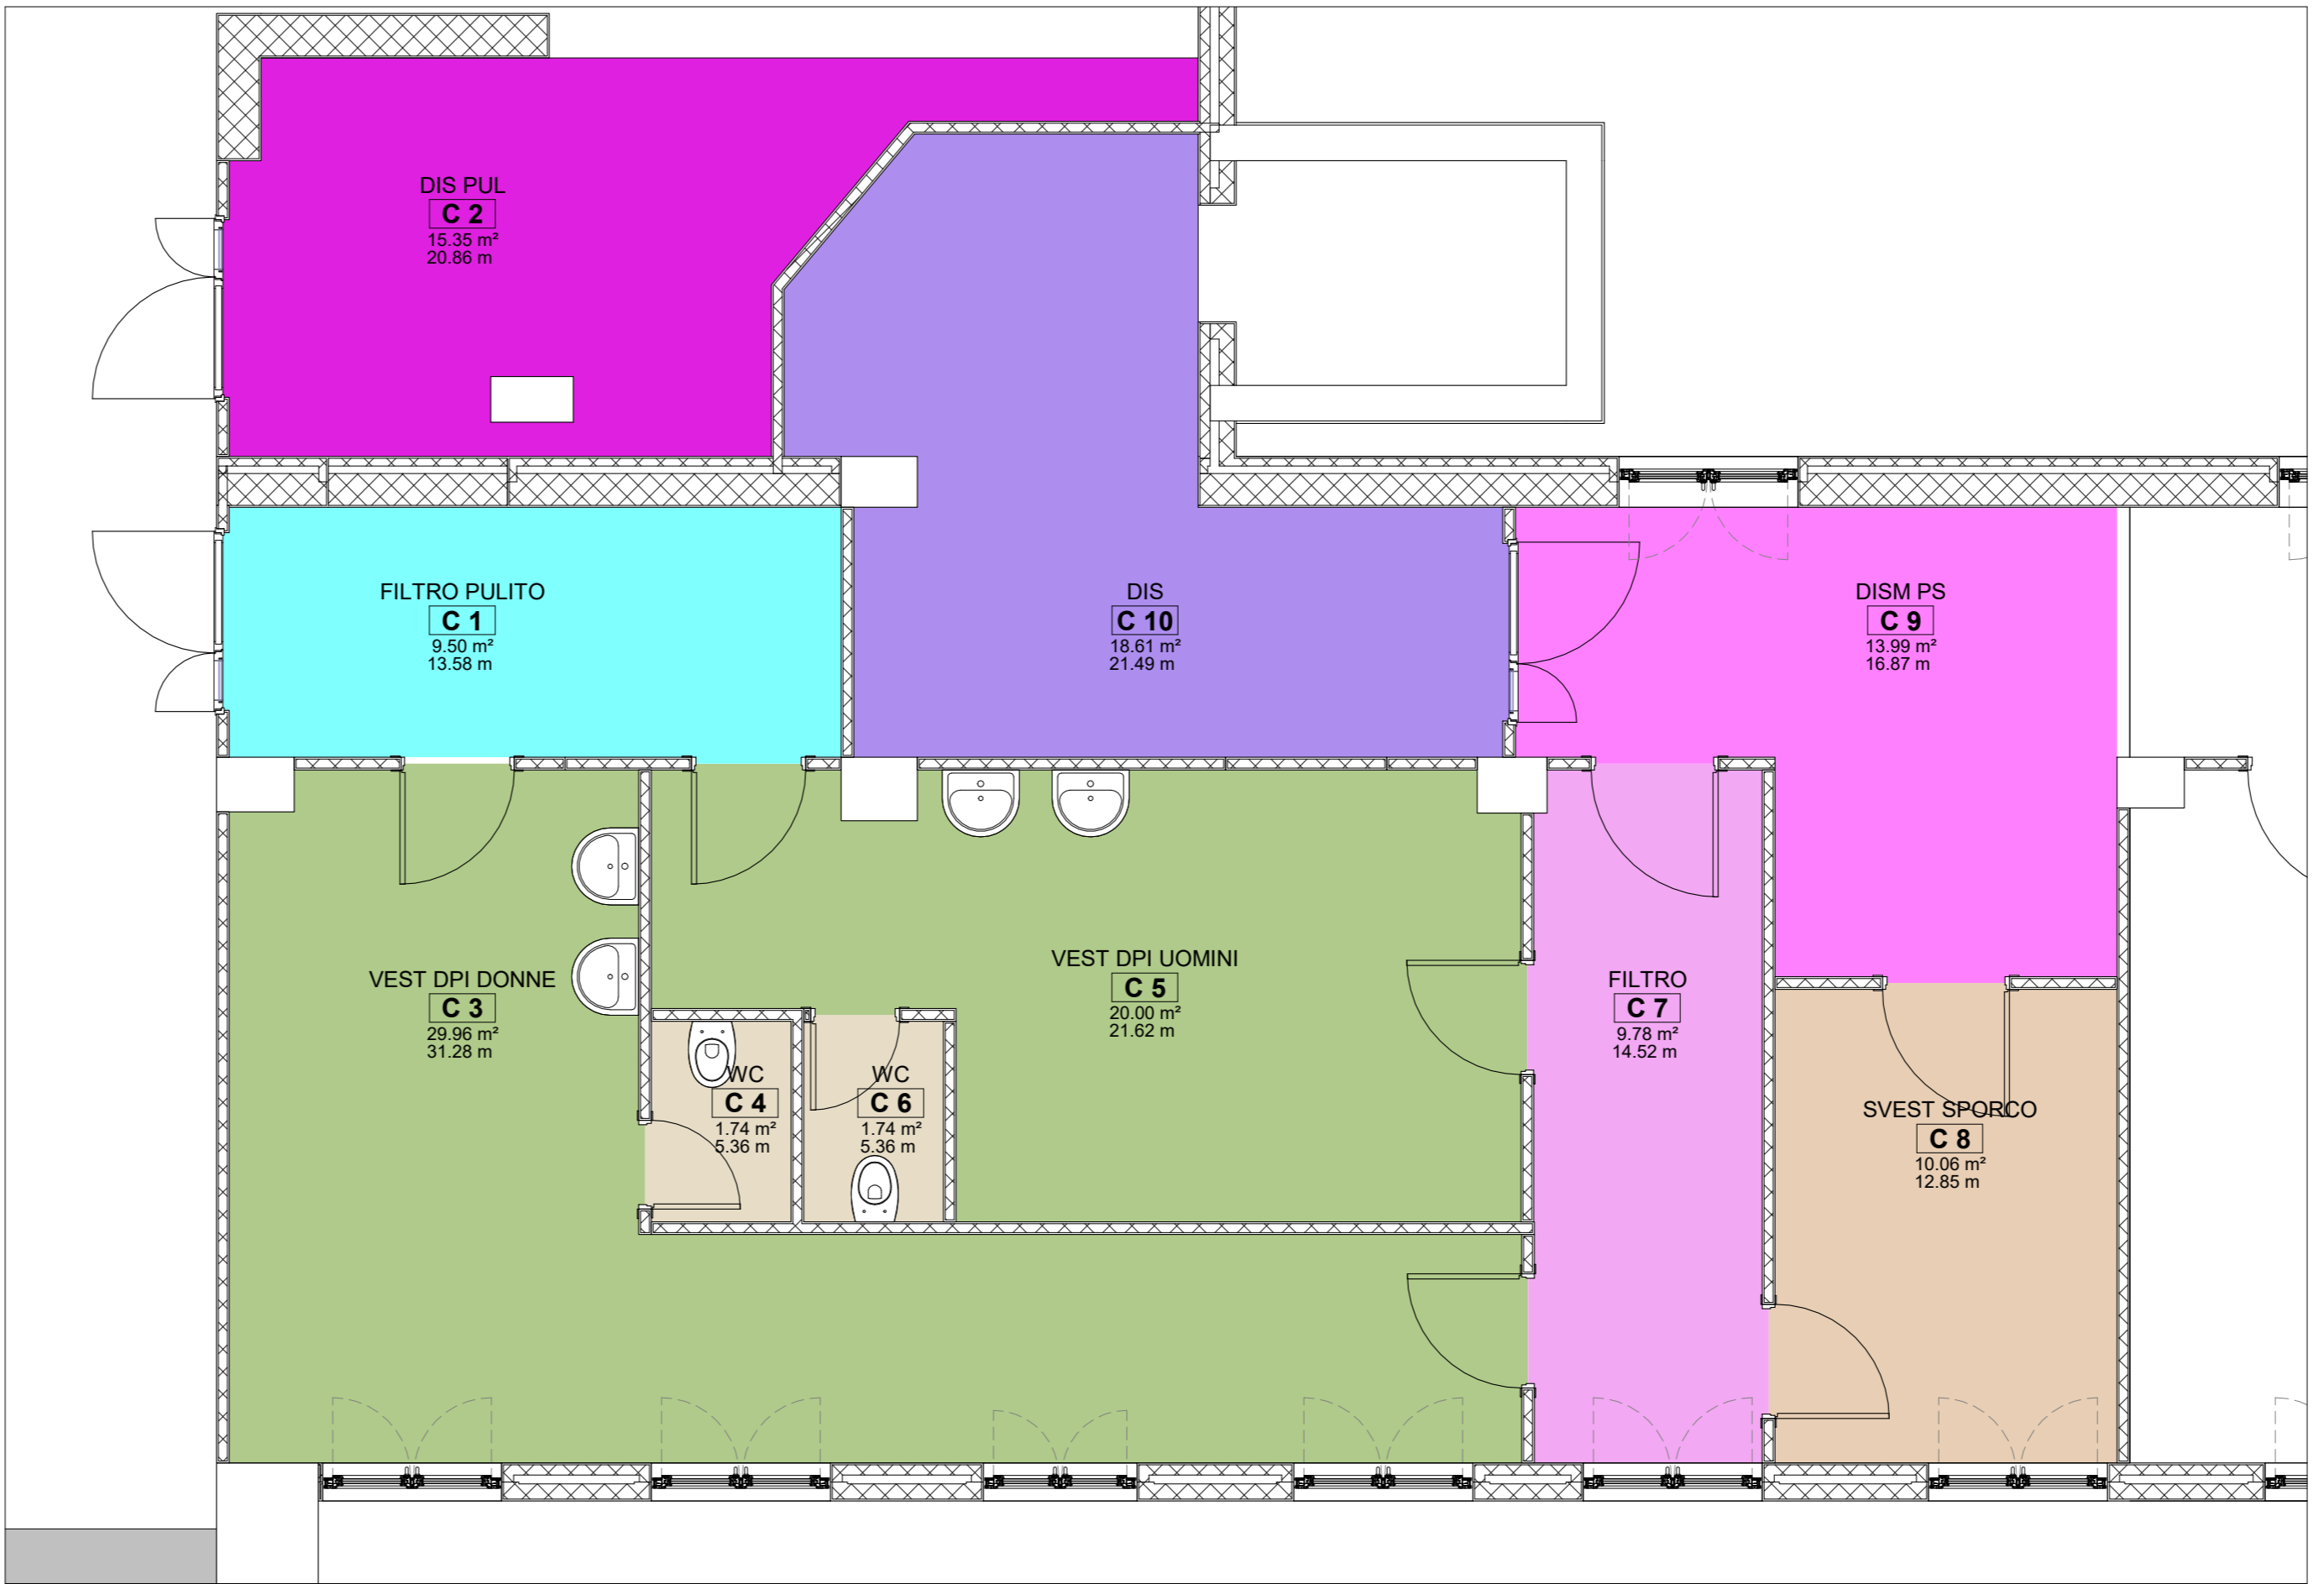 DIS PUL
C 2
15.35 m²
20.86 m
FILTRO PULITO
C 1
9.50 m²
13.58 m
DIS
C 10
18.61 m²
21.49 m
DISM PS
C 9
13.99 m²
16.87 m
VEST DPI DONNE
C 3
29.96 m²
31.28 m
VEST DPI UOMINI
C 5
20.00 m²
21.62 m
FILTRO
C 7
9.78 m²
14.52 m
WC
C 4
1.74 m²
5.36 m
WC
C 6
1.74 m²
5.36 m
SVEST SPORCO
C 8
10.06 m²
12.85 m